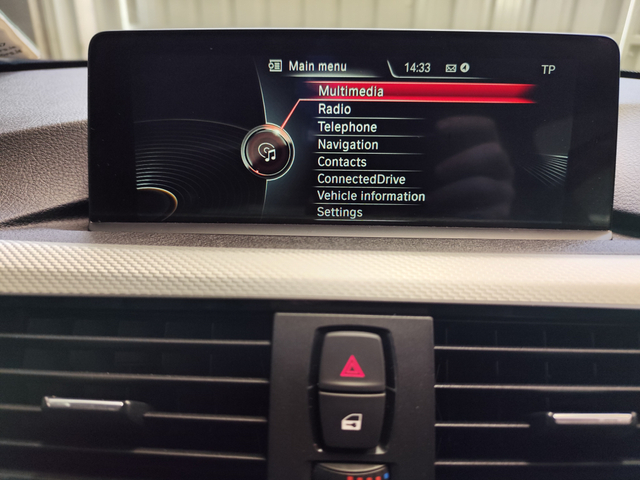 Main menu 14:33 TP
Multimedia
Radio
Telephone
Navigation
Contacts
ConnectedDrive
Vehicle information
Settings